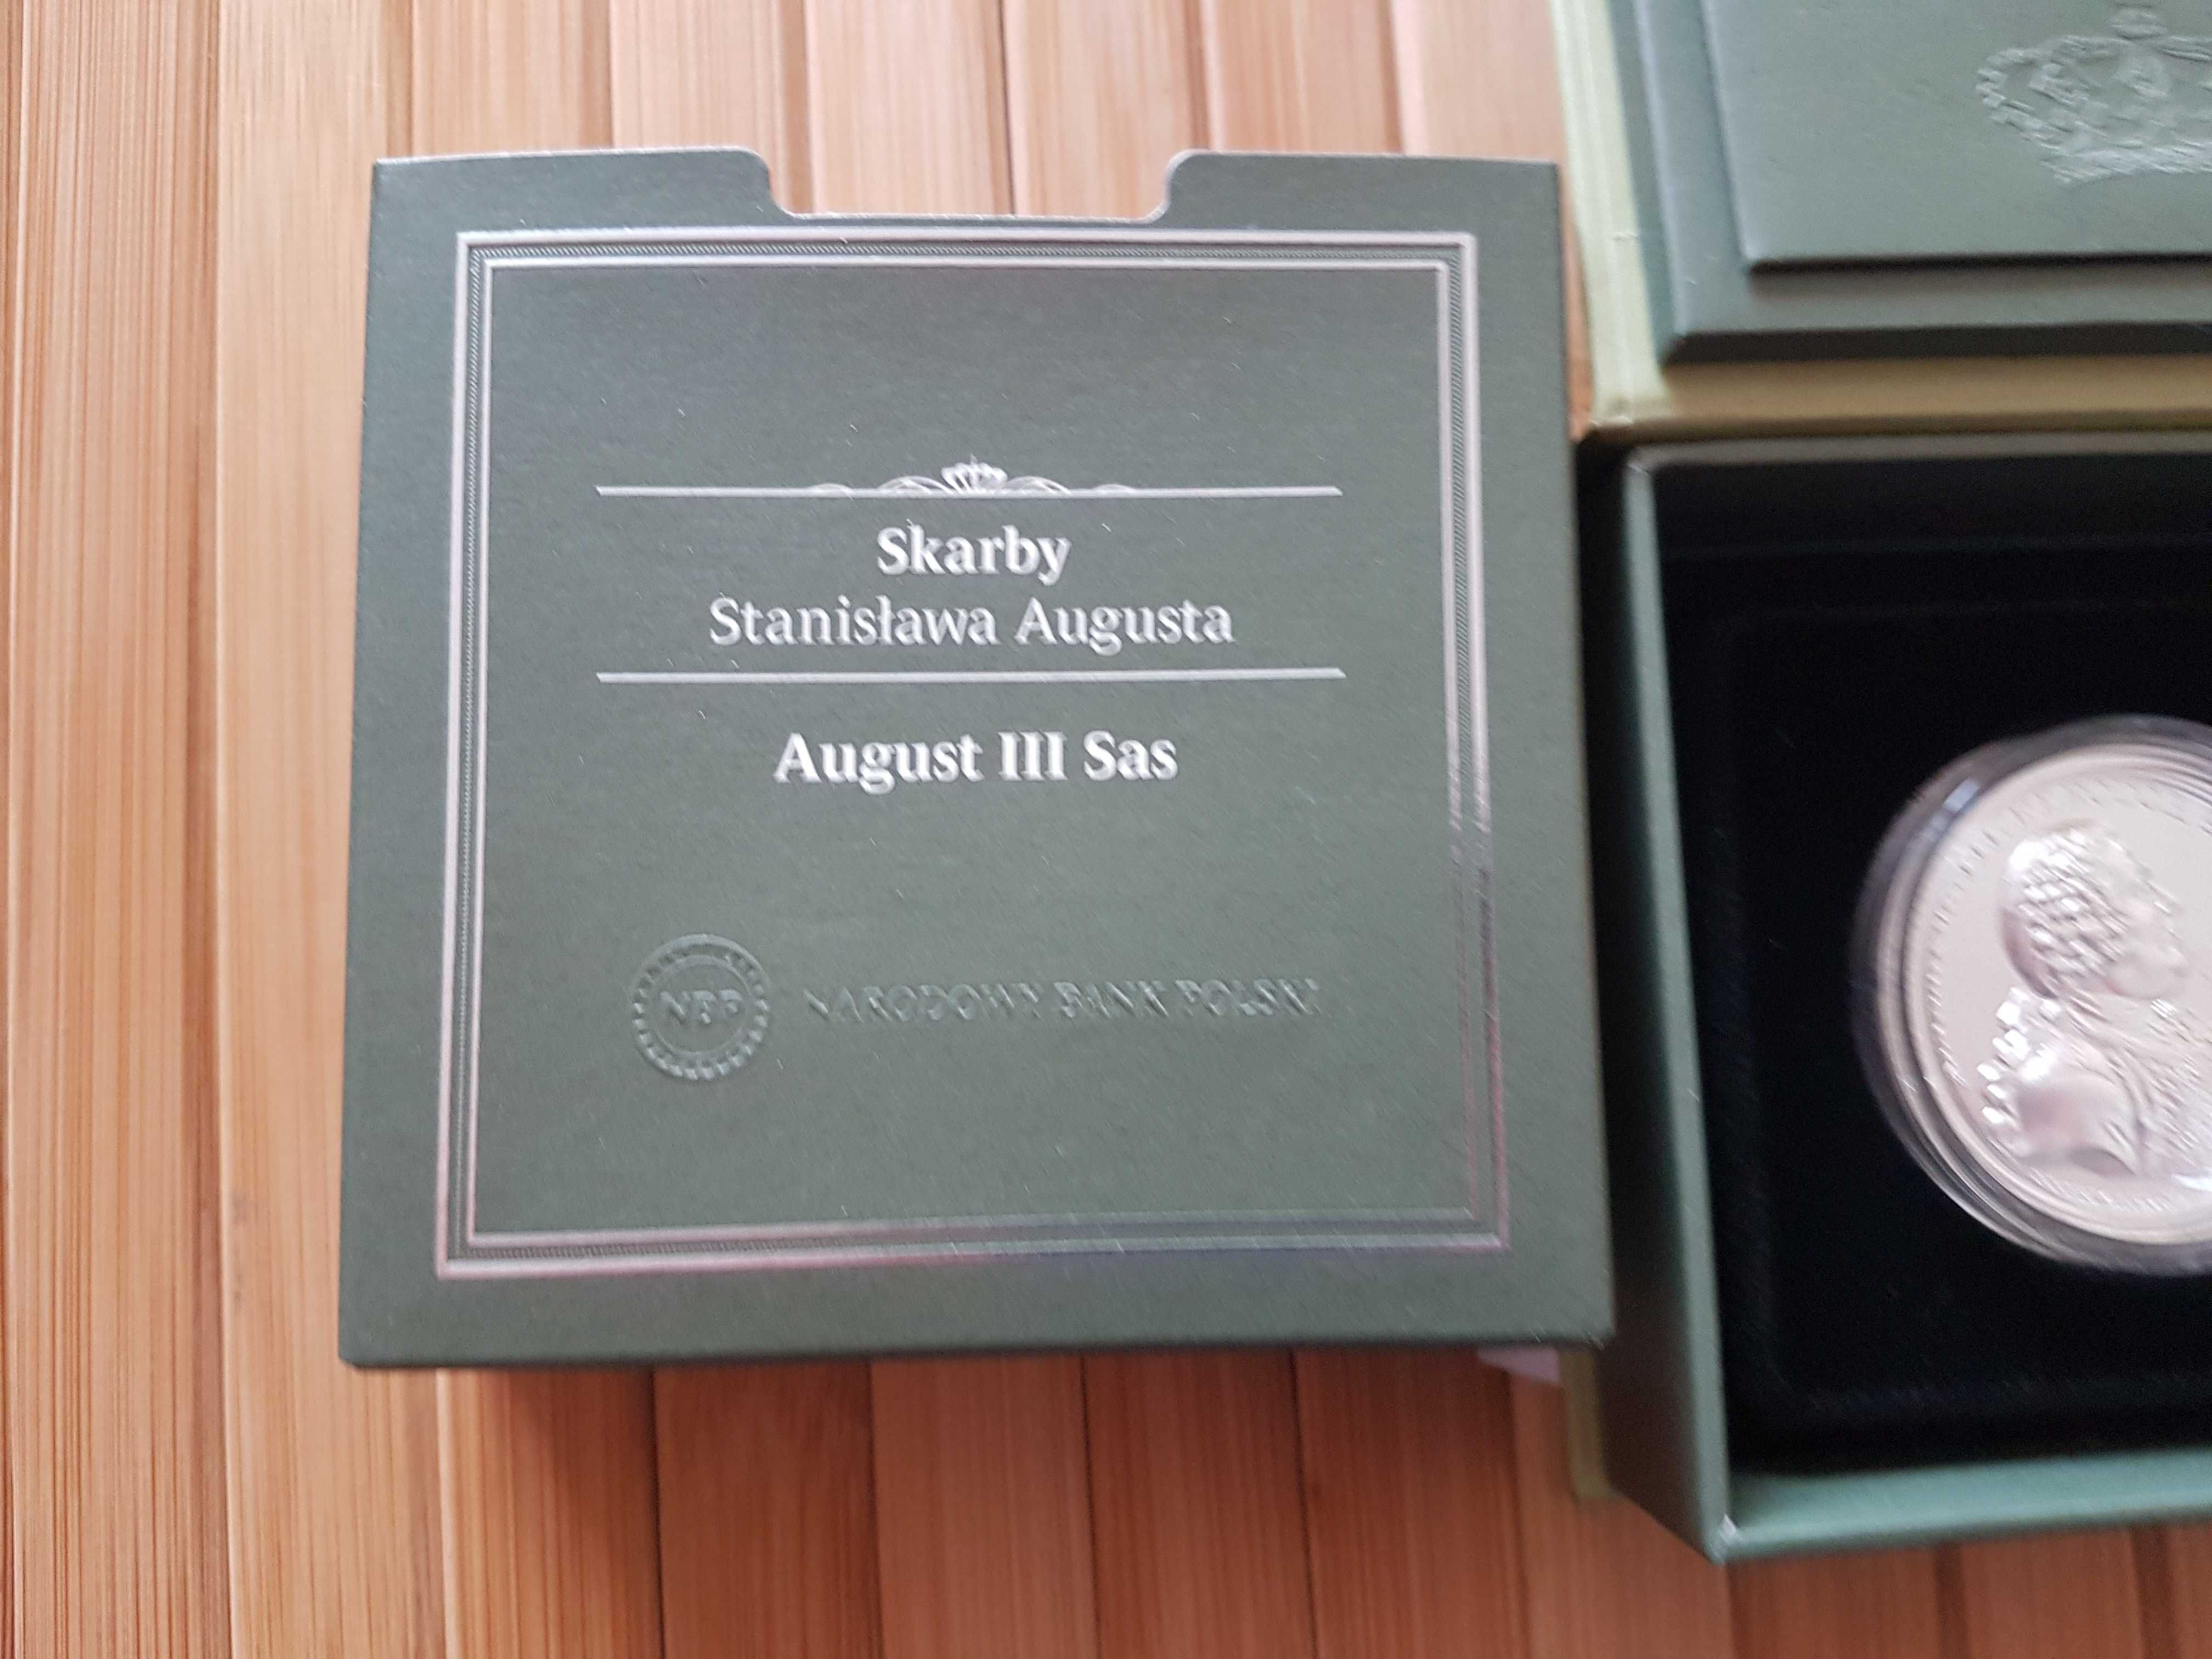 Skarby
Stanisława Augusta
August III Sas
NBP NARODOWY BANK POLSKI